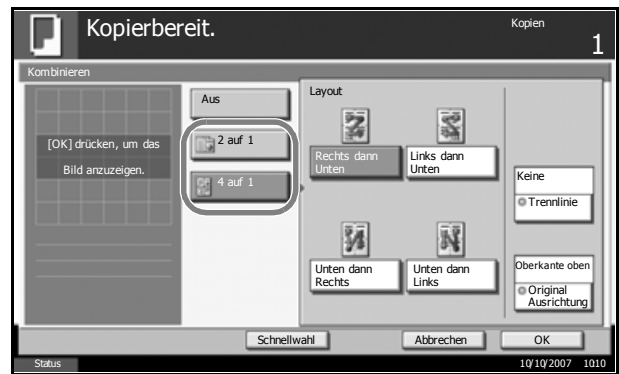 Kopierbereit.
Kopien
1
Kombinieren
[OK] drücken, um das
Bild anzuzeigen.
Aus
2 auf 1
4 auf 1
Layout
Rechts dann
Unten
Links dann
Unten
Unten dann
Rechts
Unten dann
Links
Keine
Trennlinie
Oberkante oben
Original
Ausrichtung
Schnellwahl
Abbrechen
OK
Status
10/10/2007 10:10